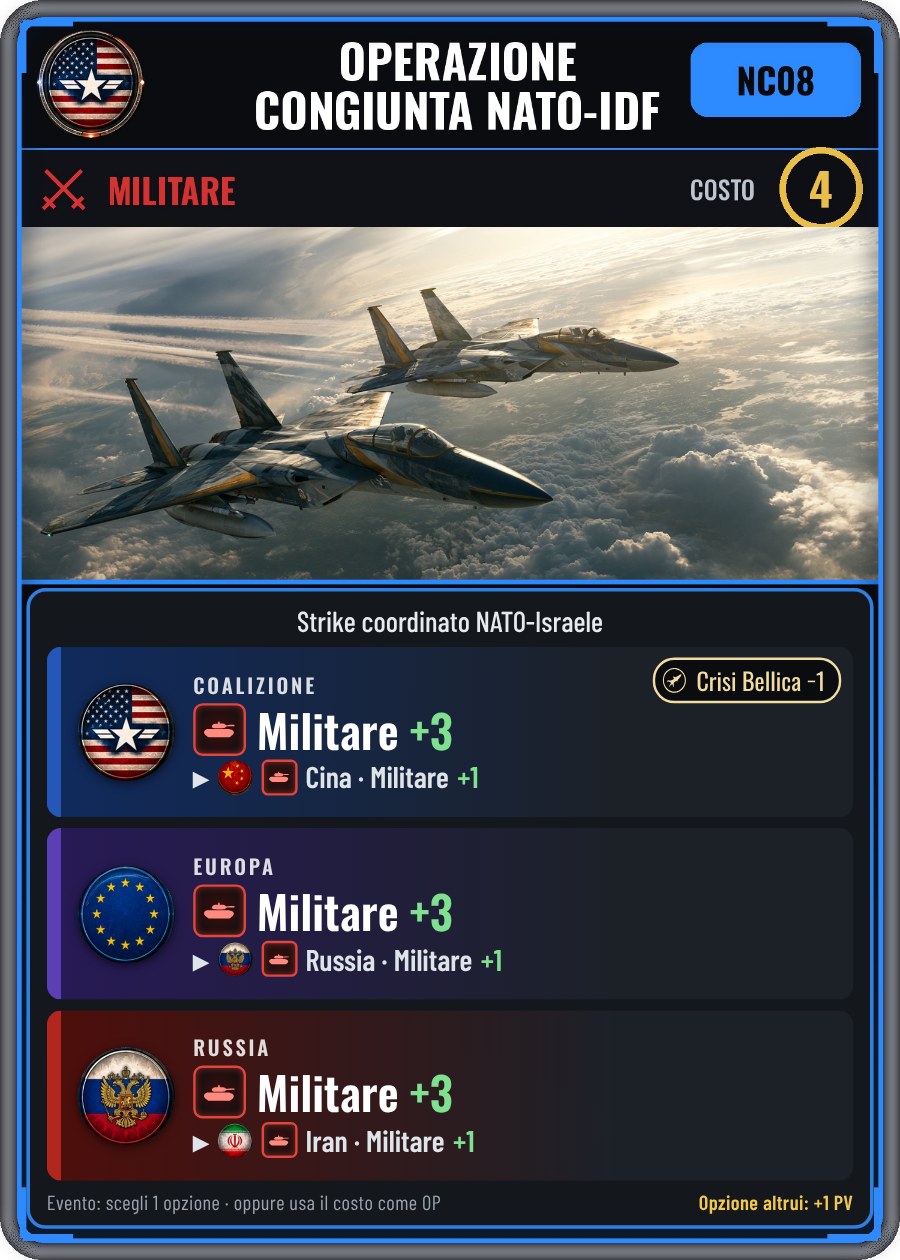 OPERAZIONE
CONGIUNTA NATO-IDF
NC08
MILITARE
COSTO
4
Strike coordinato NATO-Israele
COALIZIONE
Crisi Bellica -1
Militare +3
▶ Cina · Militare +1
EUROPA
Militare +3
▶ Russia · Militare +1
RUSSIA
Militare +3
▶ Iran · Militare +1
Evento: scegli 1 opzione · oppure usa il costo come OP
Opzione altrui: +1 PV